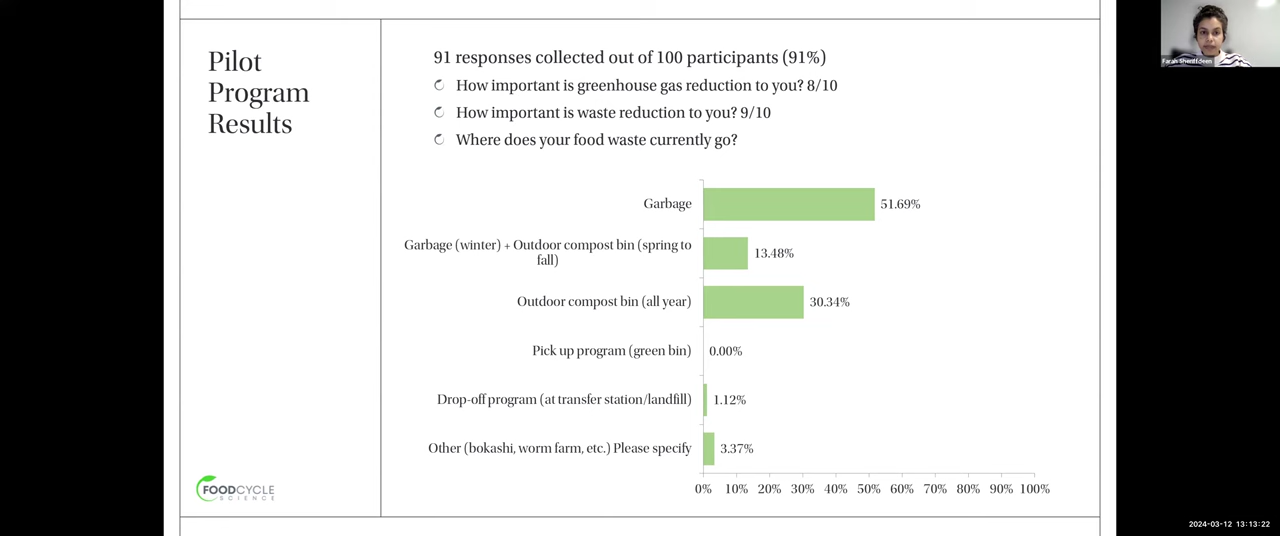 Pilot
Program
Results
91 responses collected out of 100 participants (91%)
How important is greenhouse gas reduction to you? 8/10
How important is waste reduction to you? 9/10
Where does your food waste currently go?
Garbage
51.69%
Garbage (winter) + Outdoor compost bin (spring to
fall)
13.48%
Outdoor compost bin (all year)
30.34%
Pick up program (green bin)
0.00%
Drop-off program (at transfer station/landfill)
1.12%
Other (bokashi, worm farm, etc.) Please specify
3.37%
0% 10% 20% 30% 40% 50% 60% 70% 80% 90% 100%
FOODCYCLE
SCIENCE
Farah Sheriffdeen
2024-03-12 13:13:22